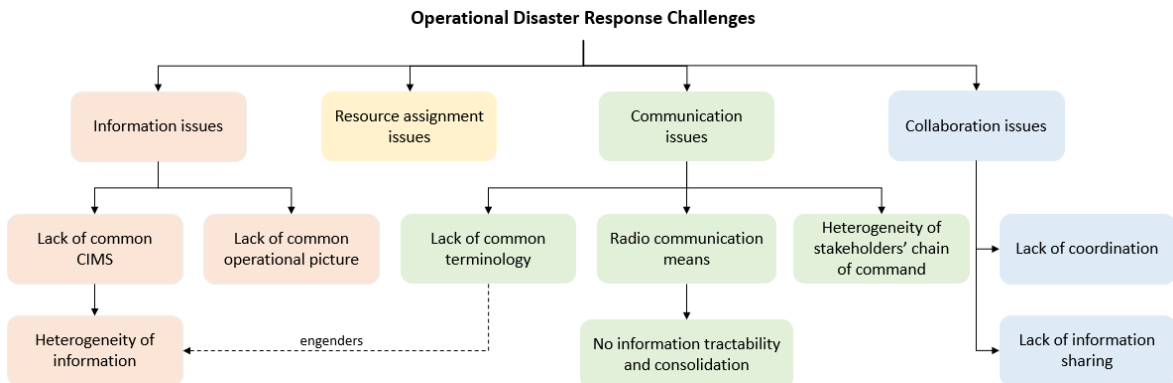 Operational Disaster Response Challenges
Information issues
Resource assignment
issues
Communication
issues
Collaboration issues
Lack of common
CIMS
Lack of common
operational picture
Lack of common
terminology
Radio communication
means
Heterogeneity of
stakeholders’ chain
of command
Lack of coordination
Heterogeneity of
information
engenders
No information tractability
and consolidation
Lack of information
sharing